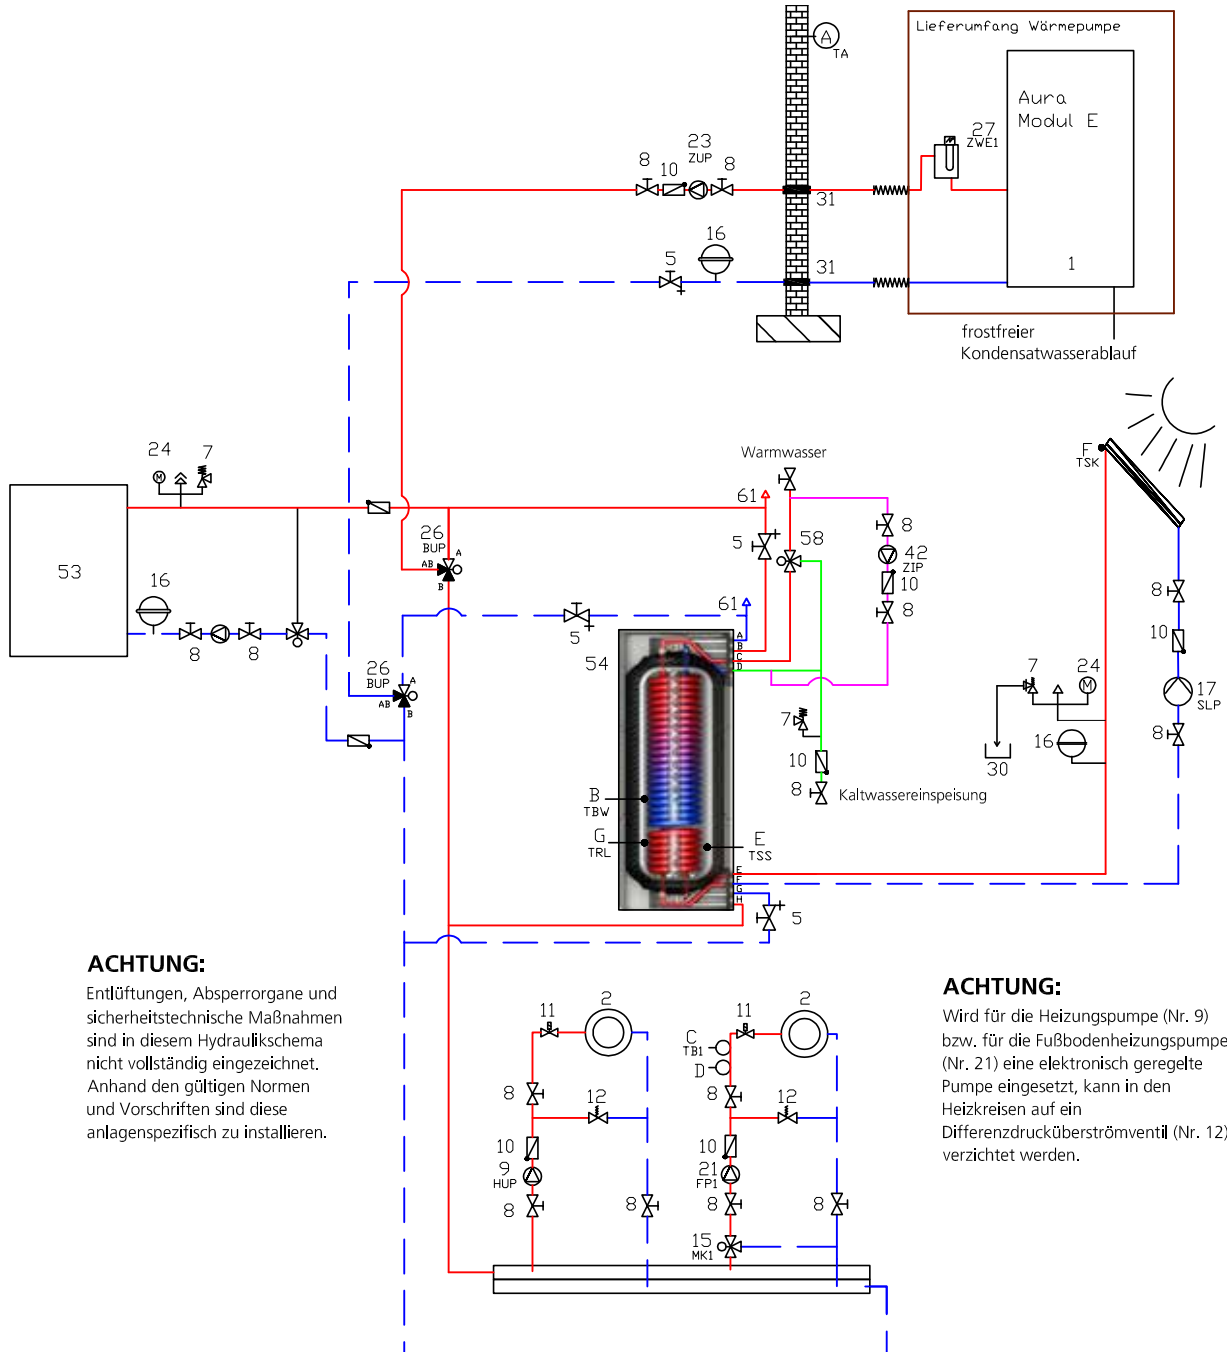 Lieferumfang Wärmepumpe
A
TA
Aura
Modul E
27
ZWE1
23
ZUP
8
10
8
31
16
5
31
1
frostfreier
Kondensatwasserablauf
F
TSK
24
7
M
Warmwasser
61
26
BUP
A
AB
B
5
58
8
42
ZIP
10
8
53
16
8
8
61
5
54
A
B
C
D
26
BUP
A
AB
B
7
10
8
Kaltwassereinspeisung
8
10
7
24
M
17
SLP
8
16
30
B
TBW
G
TRL
E
TSS
E
F
G
H
5
ACHTUNG:
Entlüftungen, Absperrorgane und
sicherheitstechnische Maßnahmen
sind in diesem Hydraulikschema
nicht vollständig eingezeichnet.
Anhand den gültigen Normen
und Vorschriften sind diese
anlagenspezifisch zu installieren.
ACHTUNG:
Wird für die Heizungspumpe (Nr. 9)
bzw. für die Fußbodenheizungspumpe
(Nr. 21) eine elektronisch geregelte
Pumpe eingesetzt, kann in den
Heizkreisen auf ein
Differenzdrucküberströmventil (Nr. 12)
verzichtet werden.
11
2
11
2
C
TB1
D
8
12
8
12
10
10
9
HUP
21
FP1
8
8
8
8
15
MK1